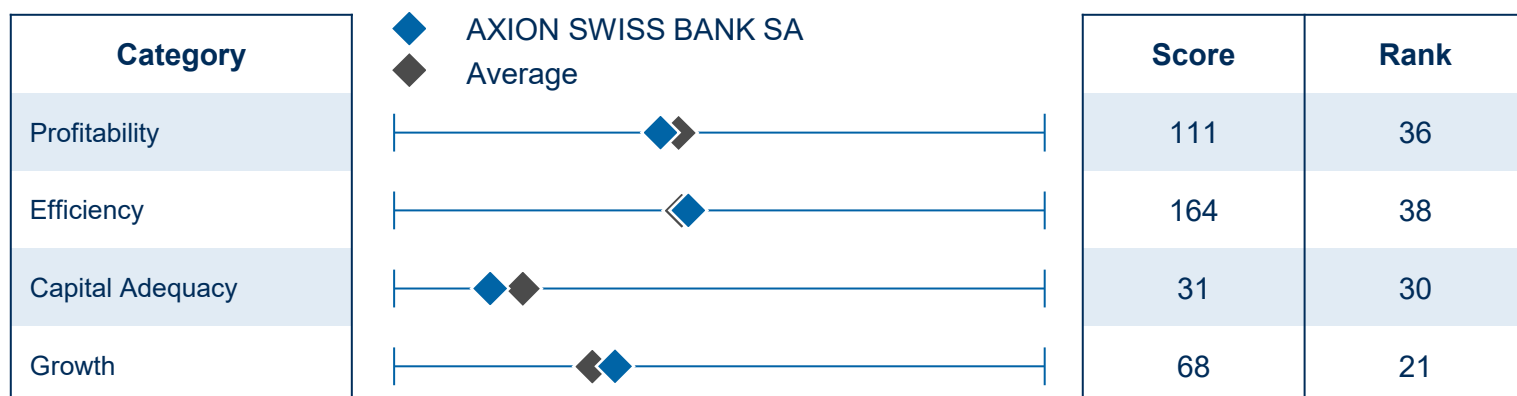 Category
AXION SWISS BANK SA
Average
Score Rank
Profitability 111 36
Efficiency 164 38
Capital Adequacy 31 30
Growth 68 21